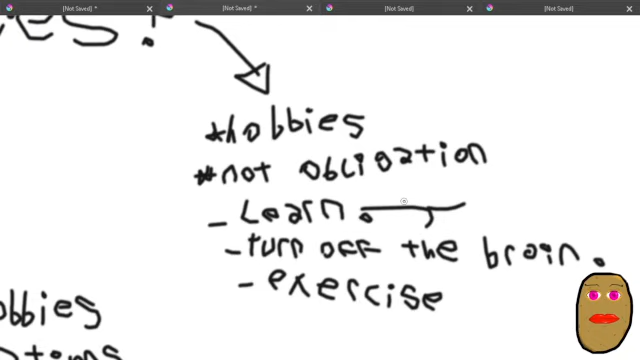 [Not Saved] * [Not Saved] * [Not Saved] [Not Saved]
*hobbies
*not obligation
- Learn.
- turn off the brain.
- exercise